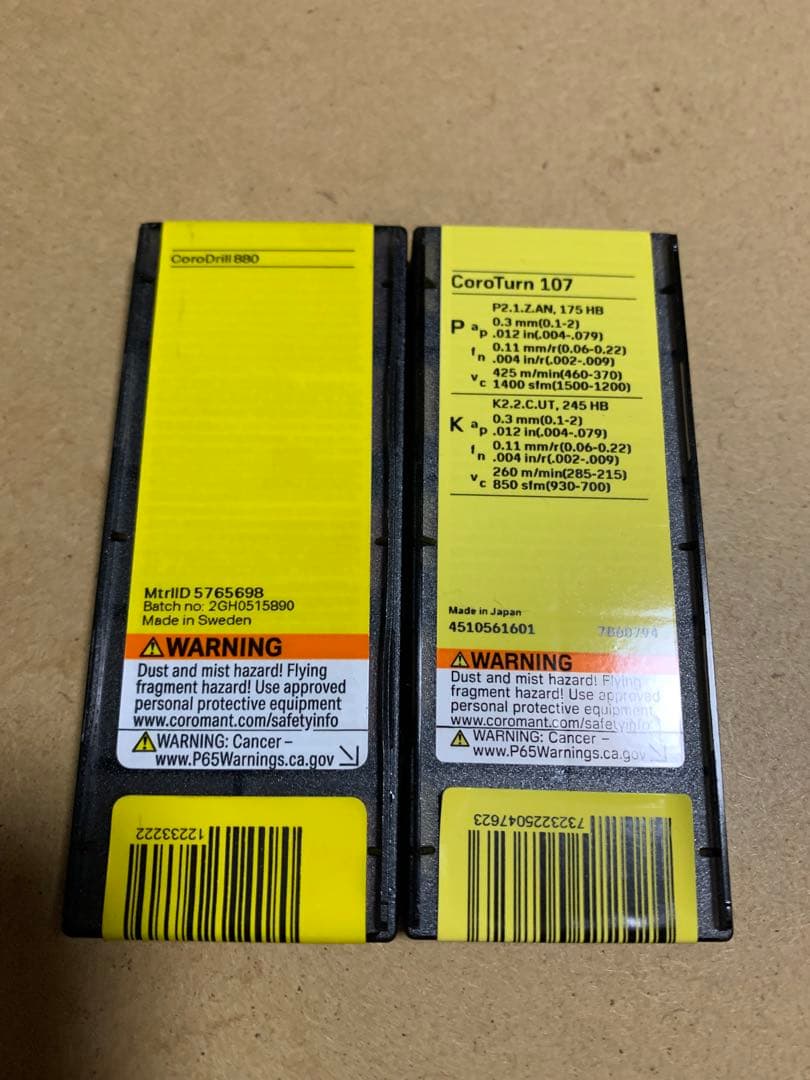 CoroDrill 880
MtrlID 5765698
Batch no: 2GH0515890
Made in Sweden
WARNING
Dust and mist hazard! Flying
fragment hazard! Use approved
personal protective equipment
www.coromant.com/safetyinfo
WARNING: Cancer –
www.P65Warnings.ca.gov
12233222
CoroTurn 107
P2.1.Z.AN, 175 HB
P ap 0.3 mm(0.1-2)
.012 in(.004-.079)
fn 0.11 mm/r(0.06-0.22)
.004 in/r(.002-.009)
vc 425 m/min(460-370)
1400 sfm(1500-1200)
K2.2.C.UT, 245 HB
K ap 0.3 mm(0.1-2)
.012 in(.004-.079)
fn 0.11 mm/r(0.06-0.22)
.004 in/r(.002-.009)
vc 260 m/min(285-215)
850 sfm(930-700)
Made in Japan
4510561601
WARNING
Dust and mist hazard! Flying
fragment hazard! Use approved
personal protective equipment
www.coromant.com/safetyinfo
WARNING: Cancer –
www.P65Warnings.ca.gov
7323225047623